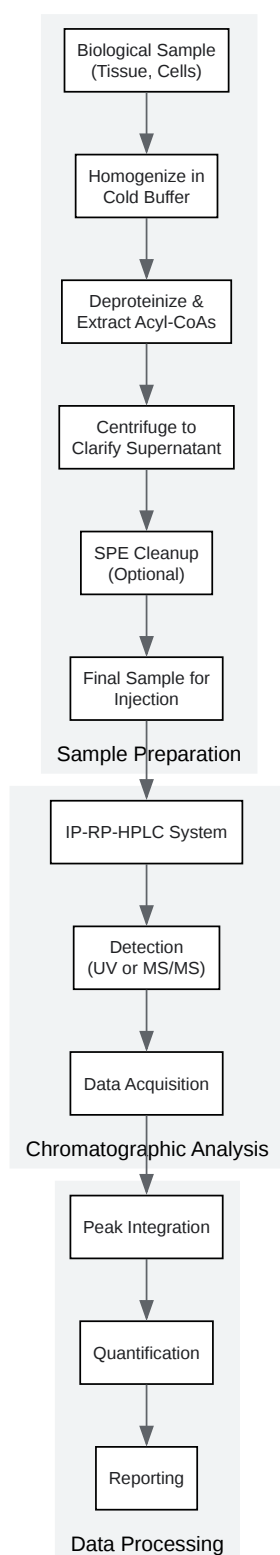 Biological Sample
(Tissue, Cells)
Homogenize in
Cold Buffer
Deproteinize &
Extract Acyl-CoAs
Centrifuge to
Clarify Supernatant
SPE Cleanup
(Optional)
Final Sample for
Injection
Sample Preparation
IP-RP-HPLC System
Detection
(UV or MS/MS)
Data Acquisition
Chromatographic Analysis
Peak Integration
Quantification
Reporting
Data Processing